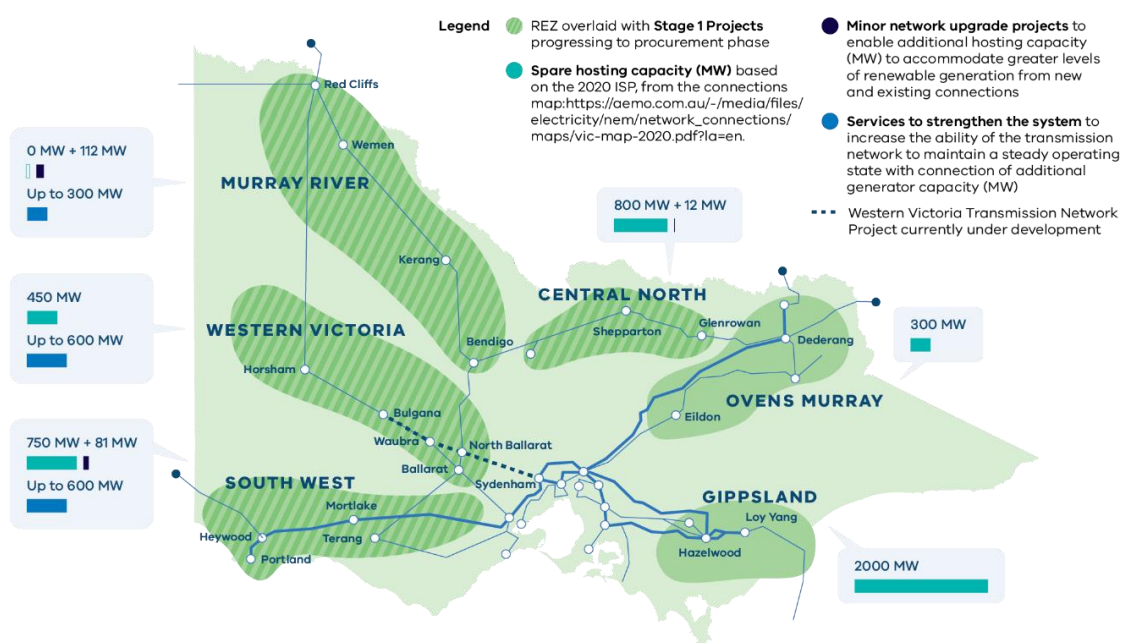 Legend
REZ overlaid with Stage 1 Projects
progressing to procurement phase
Spare hosting capacity (MW) based
on the 2020 ISP, from the connections
map:https://aemo.com.au/-/media/files/
electricity/nem/network_connections/
maps/vic-map-2020.pdf?la=en.
Minor network upgrade projects to
enable additional hosting capacity
(MW) to accommodate greater levels
of renewable generation from new
and existing connections
Services to strengthen the system to
increase the ability of the transmission
network to maintain a steady operating
state with connection of additional
generator capacity (MW)
Western Victoria Transmission Network
Project currently under development
0 MW + 112 MW
Up to 300 MW
450 MW
Up to 600 MW
750 MW + 81 MW
Up to 600 MW
800 MW + 12 MW
300 MW
2000 MW
Red Cliffs
Wemen
MURRAY RIVER
Kerang
CENTRAL NORTH
WESTERN VICTORIA
Shepparton
Glenrowan
Bendigo
Dederang
Horsham
OVENS MURRAY
Bulgana
Eildon
Waubra
North Ballarat
Ballarat
Sydenham
SOUTH WEST
GIPPSLAND
Mortlake
Loy Yang
Heywood
Terang
Hazelwood
Portland